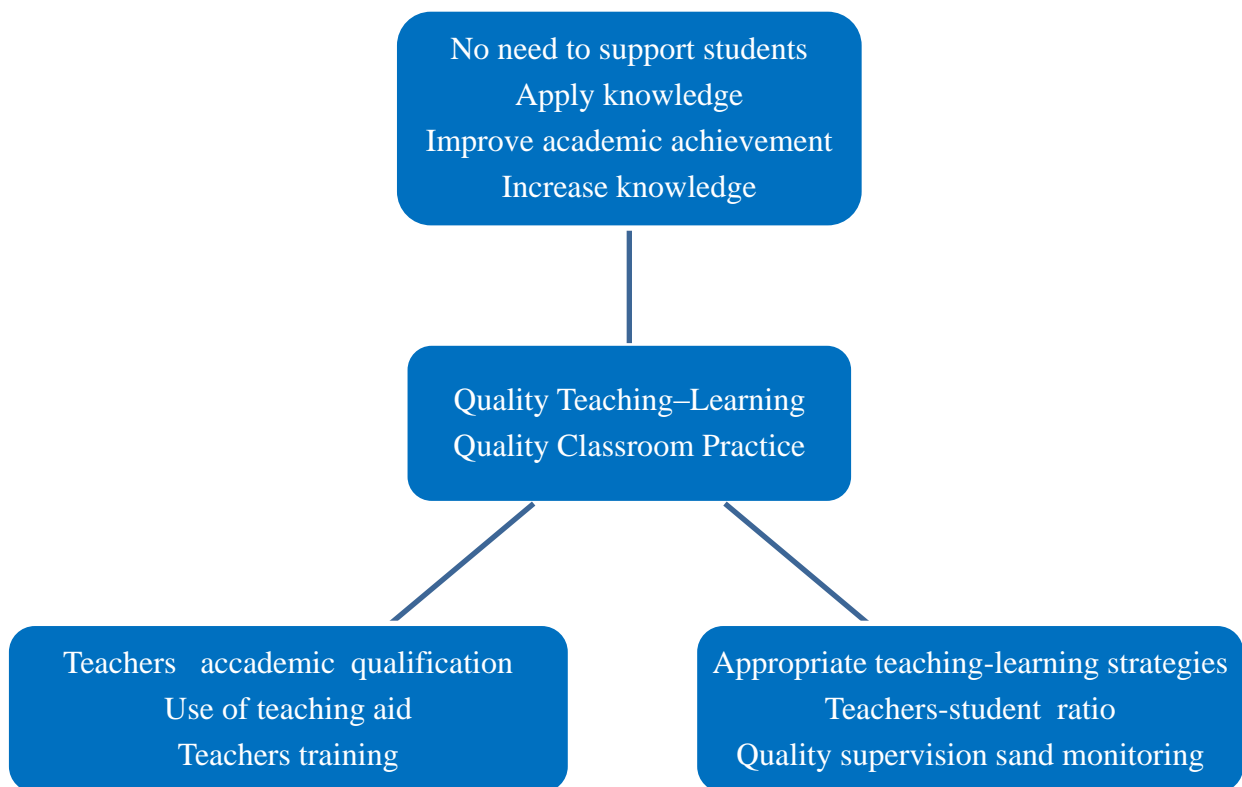 No need to support students
Apply knowledge
Improve academic achievement
Increase knowledge
Quality Teaching–Learning
Quality Classroom Practice
Teachers accademic qualification
Use of teaching aid
Teachers training
Appropriate teaching-learning strategies
Teachers-student ratio
Quality supervision sand monitoring